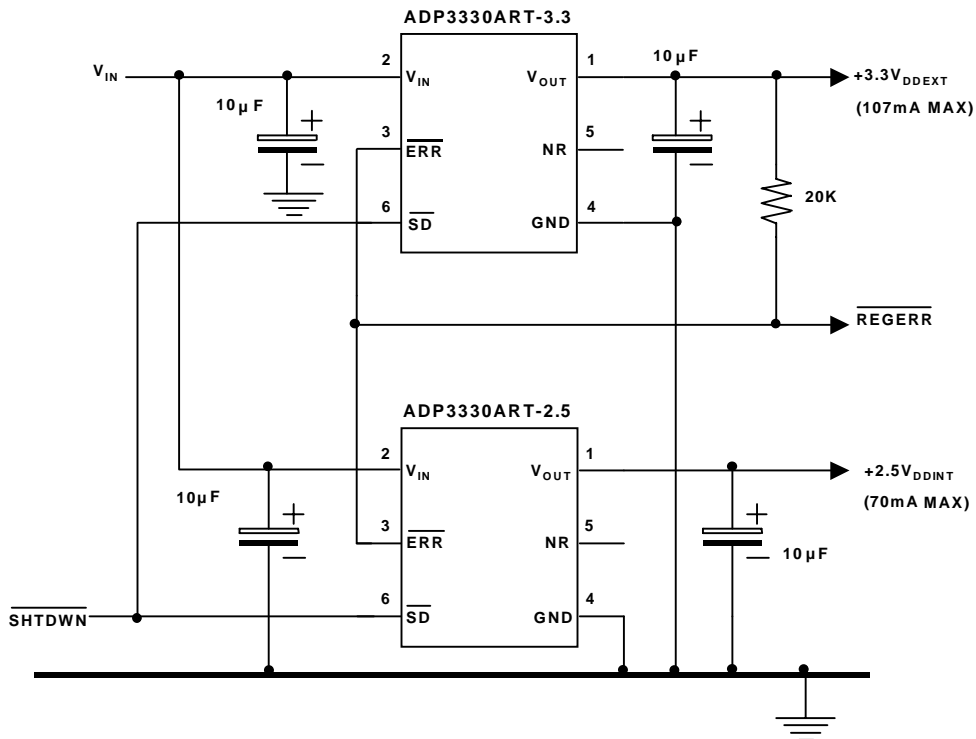 ADP3330ART-3.3
V_IN
10µF
2
V_IN
3
ERR
6
SD
V_OUT
1
NR
5
GND
4
10µF
+3.3V_DDEXT
(107mA MAX)
20K
REGERR
ADP3330ART-2.5
10µF
2
V_IN
3
ERR
6
SD
V_OUT
1
NR
5
GND
4
+2.5V_DDINT
(70mA MAX)
10µF
SHTDWN